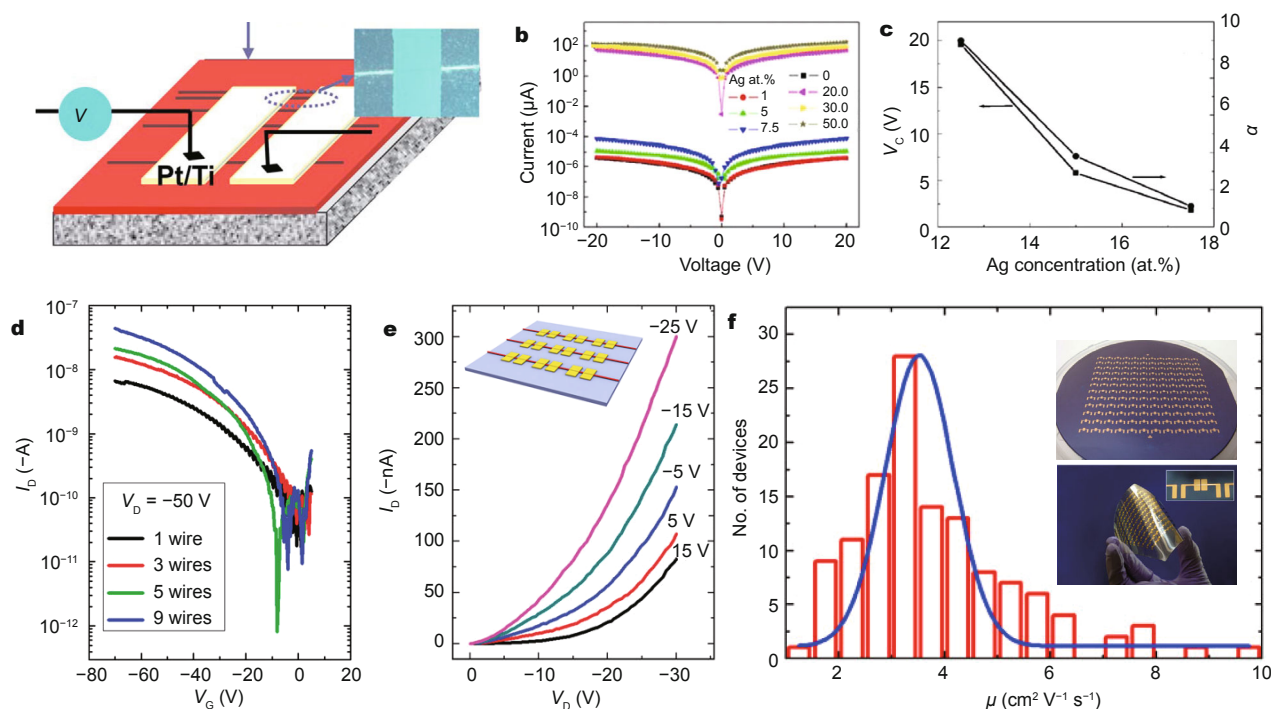 V
Pt/Ti
b
Current (µA)
10²
10⁰
10⁻²
10⁻⁴
10⁻⁶
10⁻⁸
10⁻¹⁰
Ag at.%
0
1
20.0
5
30.0
7.5
50.0
−20
−10
0
10
20
Voltage (V)
c
V_C (V)
20
15
10
5
0
10
8
6
4
2
0
α
12
14
16
18
Ag concentration (at.%)
d
I_D (−A)
10⁻⁷
10⁻⁸
10⁻⁹
10⁻¹⁰
10⁻¹¹
10⁻¹²
V_D = −50 V
1 wire
3 wires
5 wires
9 wires
−80
−60
−40
−20
0
20
V_G (V)
e
I_D (−nA)
300
250
200
150
100
50
0
−25 V
−15 V
−5 V
5 V
15 V
0
−10
−20
−30
V_D (V)
f
No. of devices
30
25
20
15
10
5
0
2
4
6
8
10
µ (cm² V⁻¹ s⁻¹)